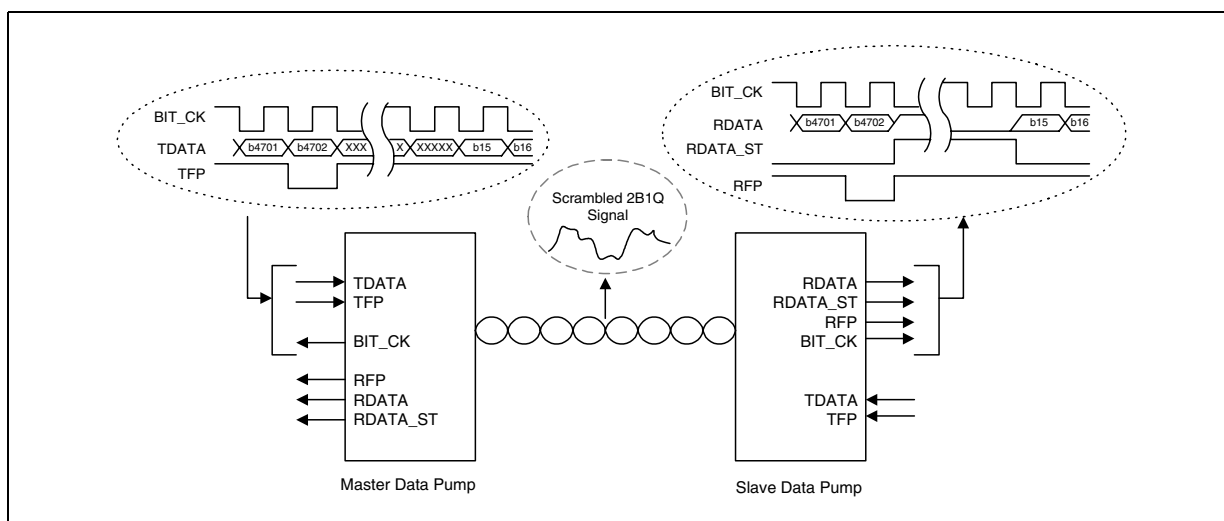 BIT_CK
TDATA
b4701 b4702 XXX X XXXXX b15 b16
TFP
Scrambled 2B1Q
Signal
BIT_CK
RDATA
b4701 b4702 b15 b16
RDATA_ST
RFP
TDATA
TFP
BIT_CK
RFP
RDATA
RDATA_ST
Master Data Pump
RDATA
RDATA_ST
RFP
BIT_CK
TDATA
TFP
Slave Data Pump